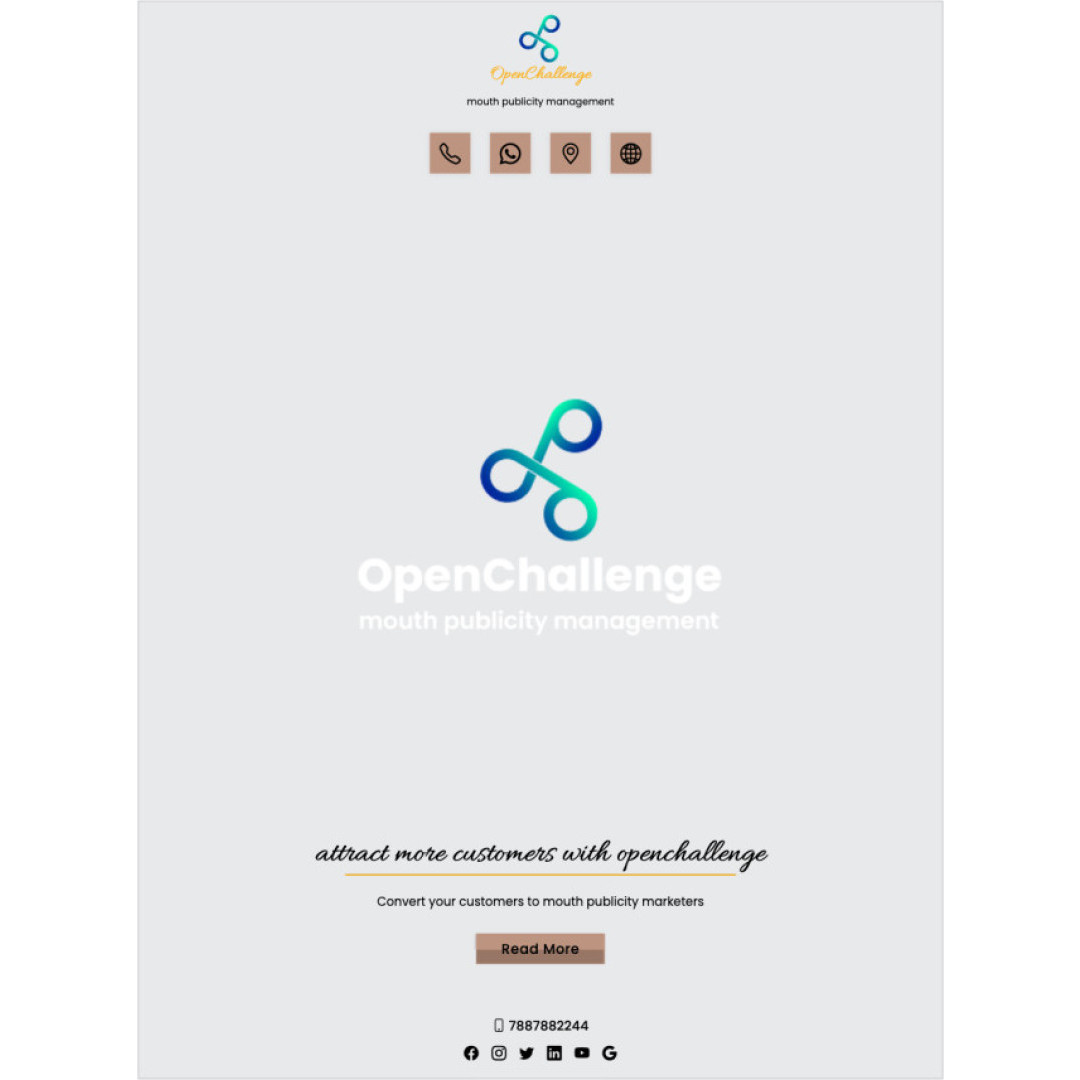 OpenChallenge
mouth publicity management
OpenChallenge
mouth publicity management
attract more customers with openchallenge
Convert your customers to mouth publicity marketers
Read More
7887882244